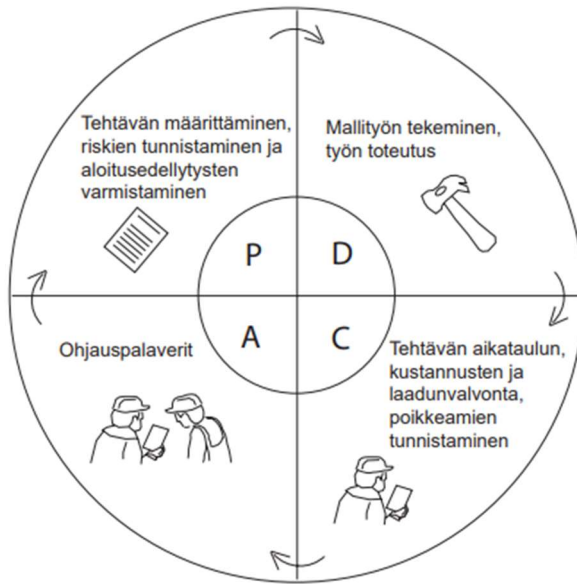 Tehtävän määrittäminen,
riskien tunnistaminen ja
aloitusedellytysten
varmistaminen
Mallityön tekeminen,
työn toteutus
P
D
A
C
Ohjauspalaverit
Tehtävän aikataulun,
kustannusten ja
laadunvalvonta,
poikkeamien
tunnistaminen